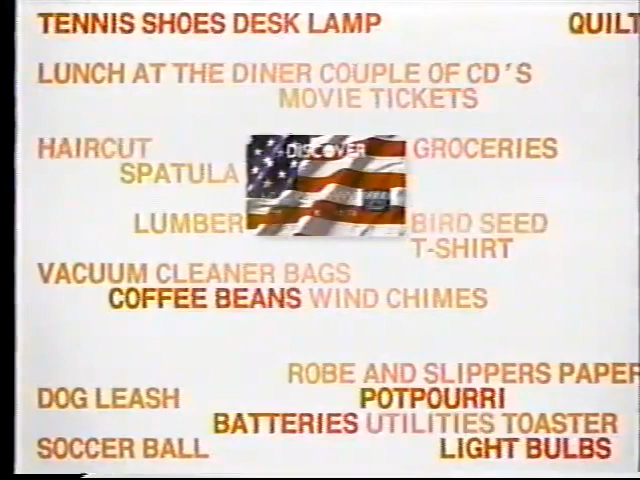 TENNIS SHOES DESK LAMP QUILT
LUNCH AT THE DINER COUPLE OF CD'S
MOVIE TICKETS
HAIRCUT DISCOVER GROCERIES
SPATULA
LUMBER BIRD SEED
T-SHIRT
VACUUM CLEANER BAGS
COFFEE BEANS WIND CHIMES
ROBE AND SLIPPERS PAPER
DOG LEASH POTPOURRI
BATTERIES UTILITIES TOASTER
SOCCER BALL LIGHT BULBS